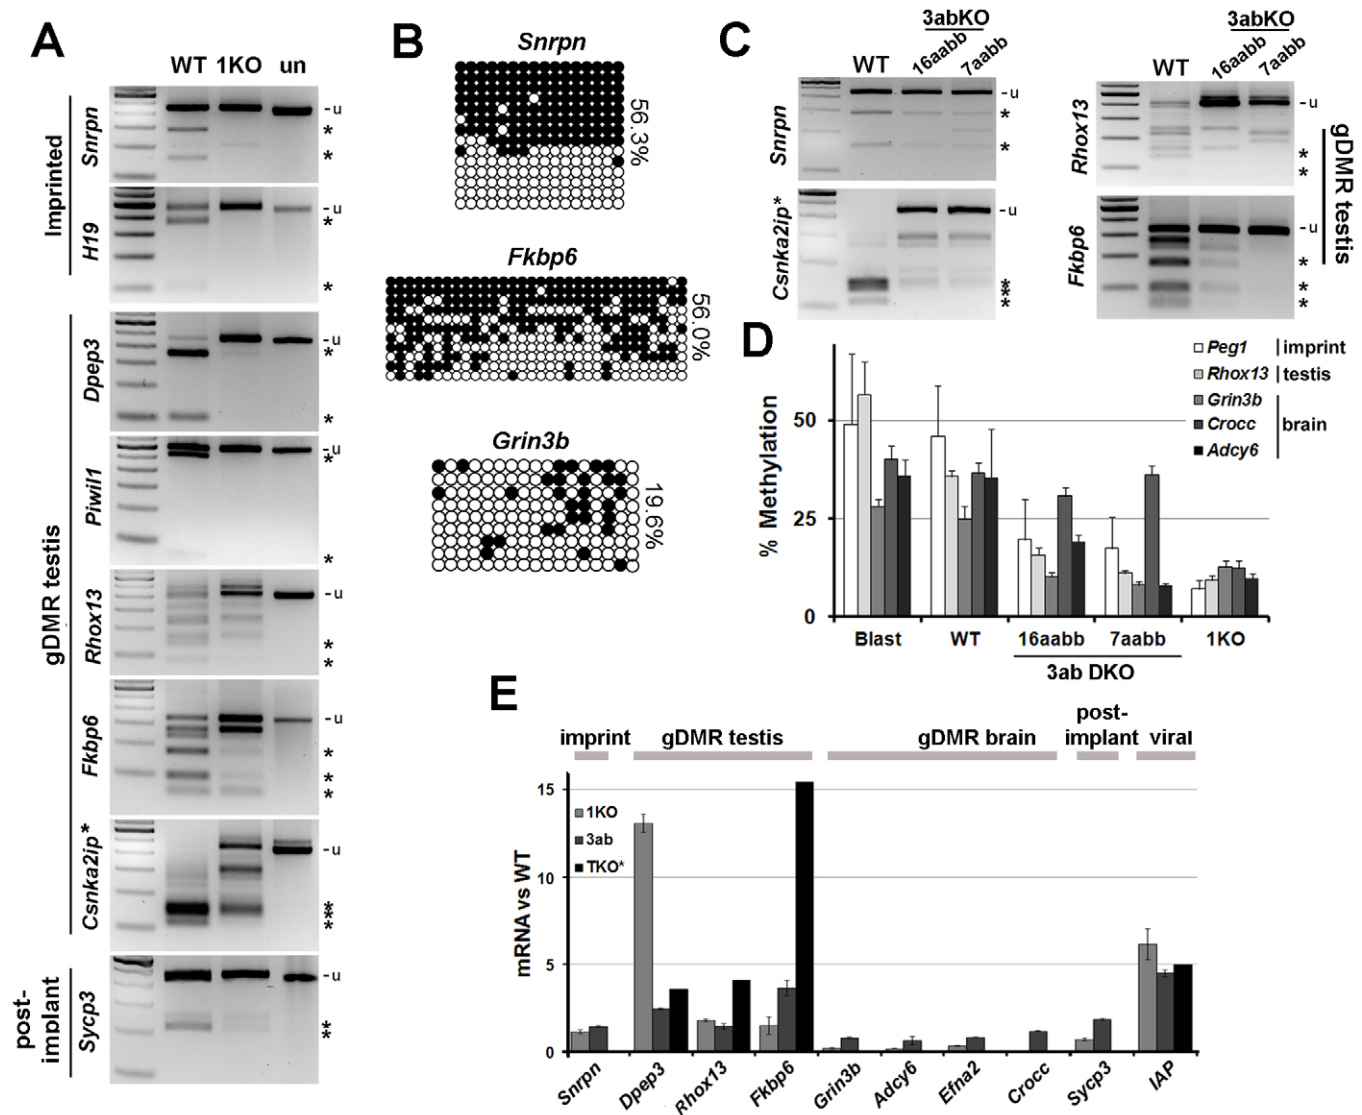 A
WT 1KO un
Imprinted
Snrpn
-u
*
*
H19
-u
*
*
gDMR testis
Dpep3
-u
*
*
Piwil1
-u
*
*
Rhox13
-u
*
*
Fkbp6
-u
*
*
*
Csnka2ip*
-u
*
*
*
post-
implant
Sycp3
-u
*
*
B
Snrpn
56.3%
Fkbp6
56.0%
Grin3b
19.6%
C
3abKO
WT 16aabb 7aabb
Snrpn
-u
*
*
Csnka2ip*
-u
*
*
*
3abKO
WT 16aabb 7aabb
Rhox13
-u
*
*
Fkbp6
-u
*
*
*
gDMR testis
D
% Methylation
50
25
0
Peg1 imprint
Rhox13 testis
Grin3b
Crocc brain
Adcy6
Blast WT 16aabb 7aabb 1KO
3ab DKO
E
imprint gDMR testis gDMR brain post-implant viral
mRNA vs WT
15
10
5
0
1KO
3ab
TKO*
Snrpn Dpep3 Rhox13 Fkbp6 Grin3b Adcy6 Efna2 Crocc Sycp3 IAP